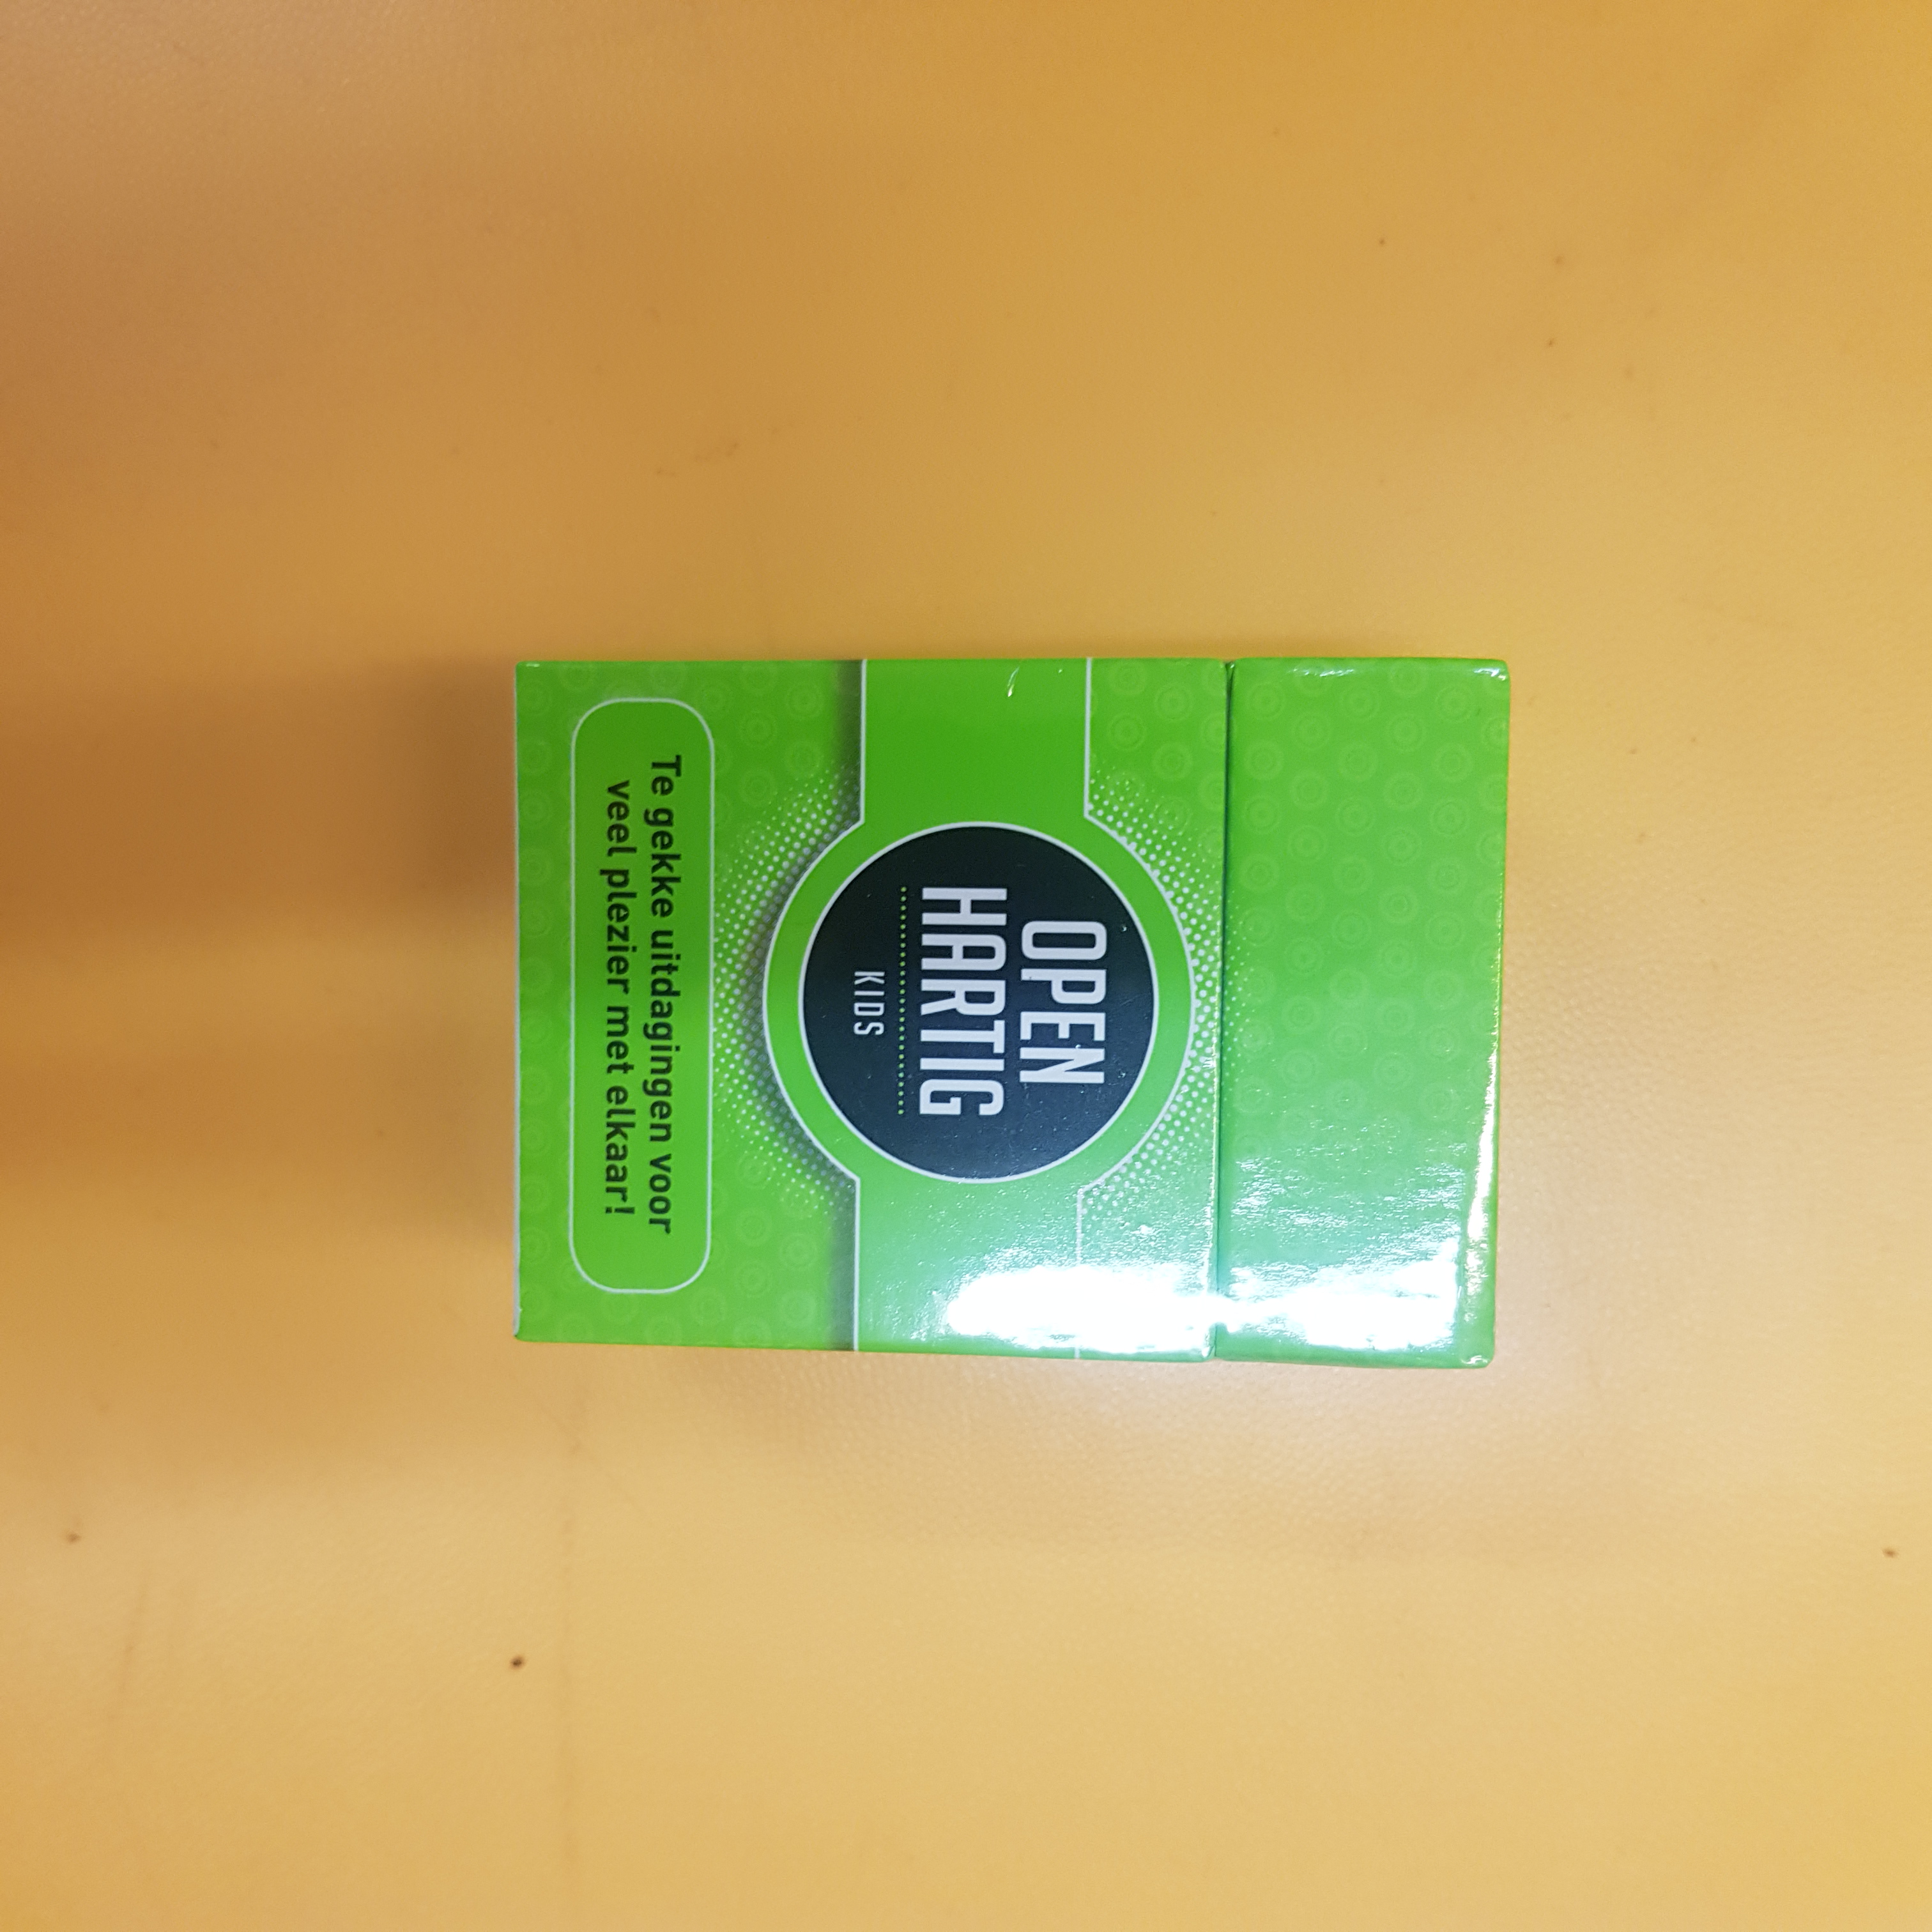 OPEN
HARTIG
KIDS
Te gekke uitdagingen voor
veel plezier met elkaar!